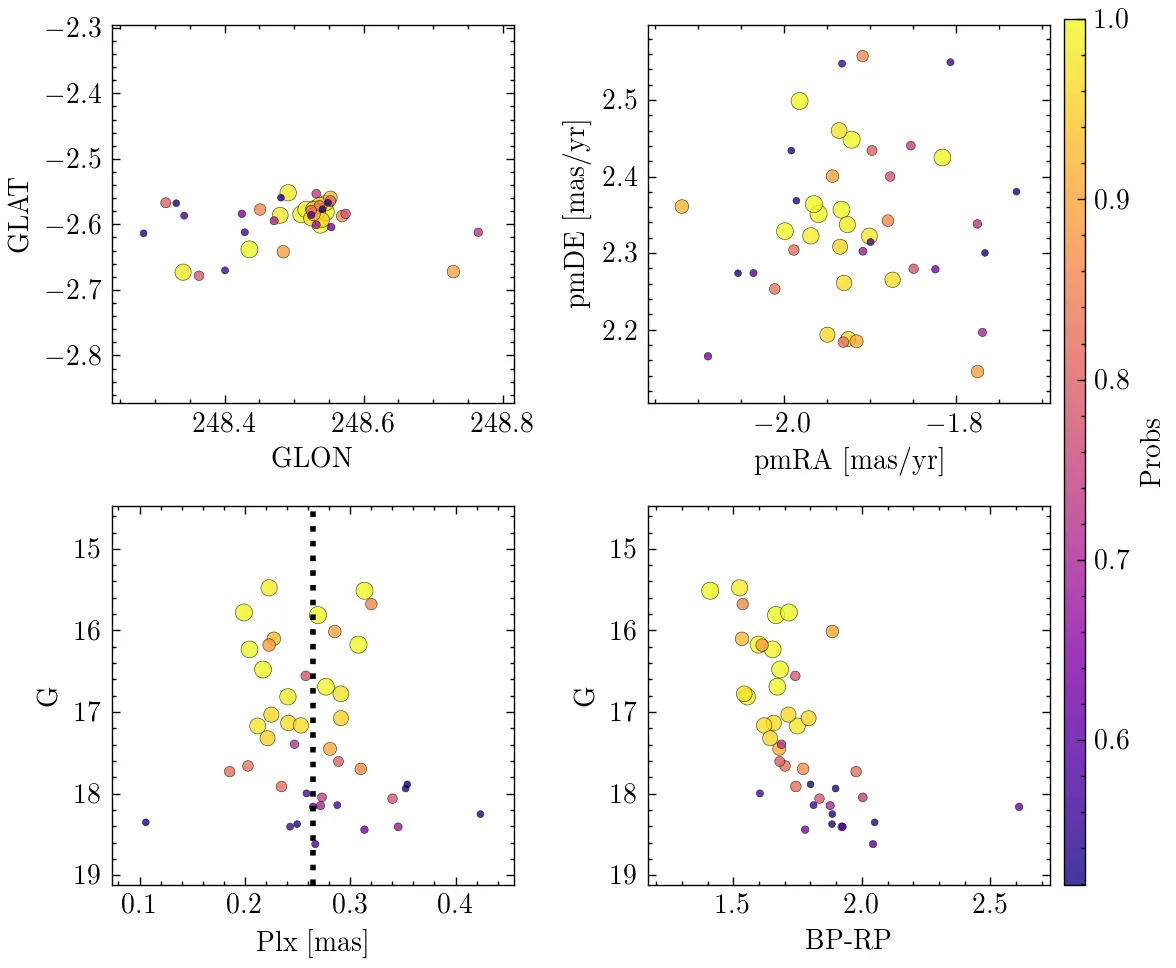 −2.3
−2.4
−2.5
−2.6
−2.7
−2.8
GLAT
248.4 248.6 248.8
GLON
2.5
2.4
2.3
2.2
pmDE [mas/yr]
−2.0 −1.8
pmRA [mas/yr]
15
16
17
18
19
G
0.1 0.2 0.3 0.4
Plx [mas]
15
16
17
18
19
G
1.5 2.0 2.5
BP-RP
1.0
0.9
0.8
0.7
0.6
Probs